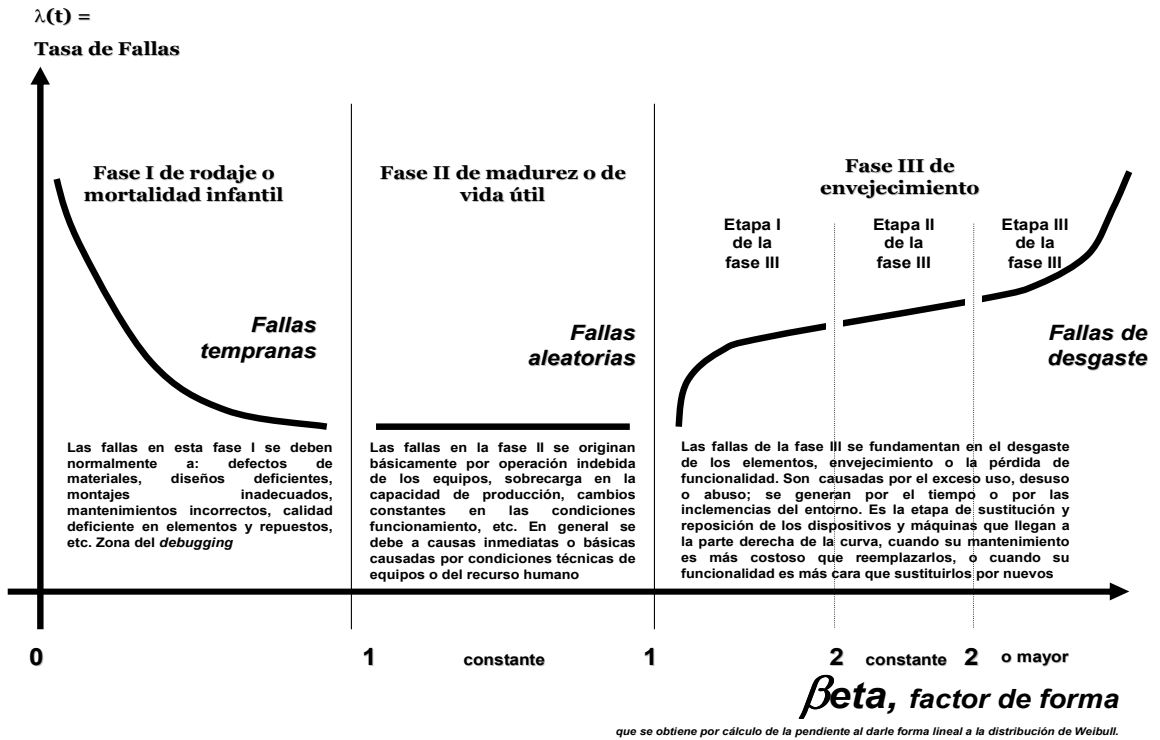 λ(t) =
Tasa de Fallas
Fase I de rodaje o
mortalidad infantil
Fallas
tempranas
Las fallas en esta fase I se deben
normalmente a: defectos de
materiales, diseños deficientes,
montajes inadecuados,
mantenimientos incorrectos, calidad
deficiente en elementos y repuestos,
etc. Zona del debugging
Fase II de madurez o de
vida útil
Fallas
aleatorias
Las fallas en la fase II se originan
básicamente por operación indebida
de los equipos, sobrecarga en la
capacidad de producción, cambios
constantes en las condiciones
funcionamiento, etc. En general se
debe a causas inmediatas o básicas
causadas por condiciones técnicas de
equipos o del recurso humano
Fase III de
envejecimiento
Etapa I
de la
fase III
Etapa II
de la
fase III
Etapa III
de la
fase III
Fallas de
desgaste
Las fallas de la fase III se fundamentan en el desgaste
de los elementos, envejecimiento o la pérdida de
funcionalidad. Son causadas por el exceso uso, desuso
o abuso; se generan por el tiempo o por las
inclemencias del entorno. Es la etapa de sustitución y
reposición de los dispositivos y máquinas que llegan a
la parte derecha de la curva, cuando su mantenimiento
es más costoso que reemplazarlos, o cuando su
funcionalidad es más cara que sustituirlos por nuevos
0 1 constante 1 2 constante 2 o mayor
βeta, factor de forma
que se obtiene por cálculo de la pendiente al darle forma lineal a la distribución de Weibull.